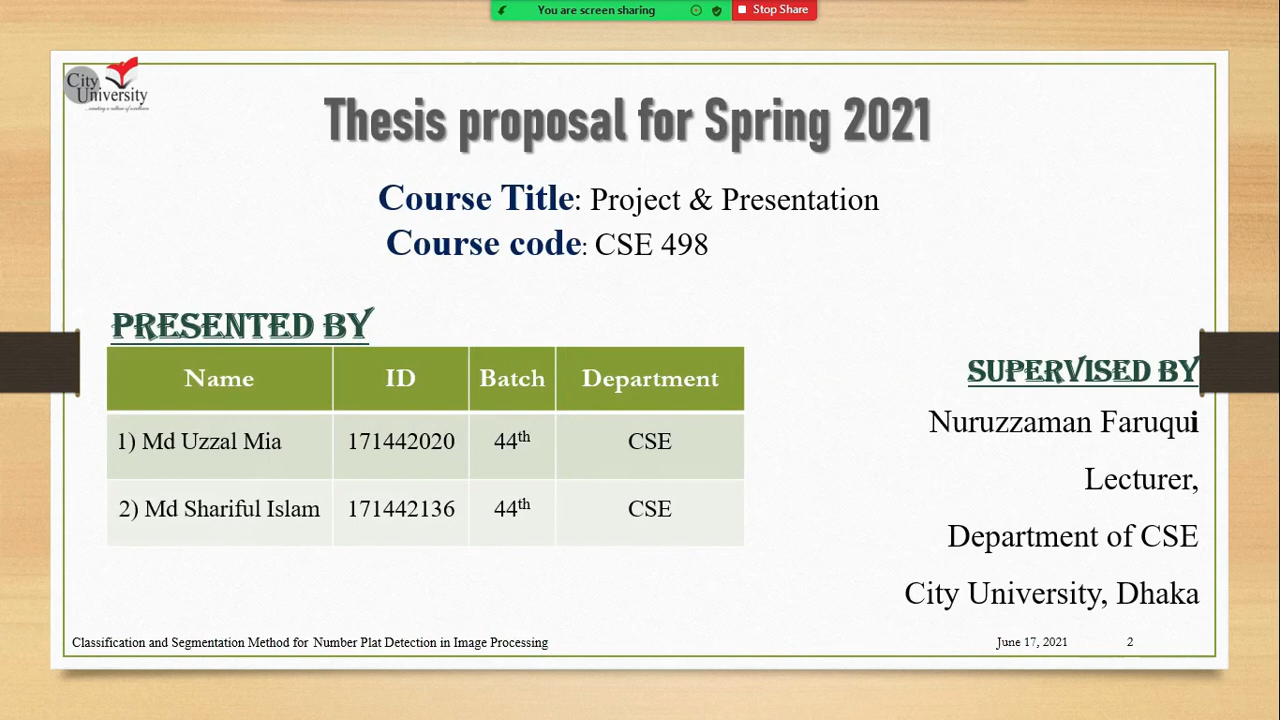 You are screen sharing
Stop Share
City
University
Thesis proposal for Spring 2021
Course Title: Project & Presentation
Course code: CSE 498
PRESENTED BY
Name ID Batch Department
1) Md Uzzal Mia 171442020 44th CSE
2) Md Shariful Islam 171442136 44th CSE
SUPERVISED BY
Nuruzzaman Faruqui
Lecturer,
Department of CSE
City University, Dhaka
Classification and Segmentation Method for Number Plat Detection in Image Processing
June 17, 2021
2